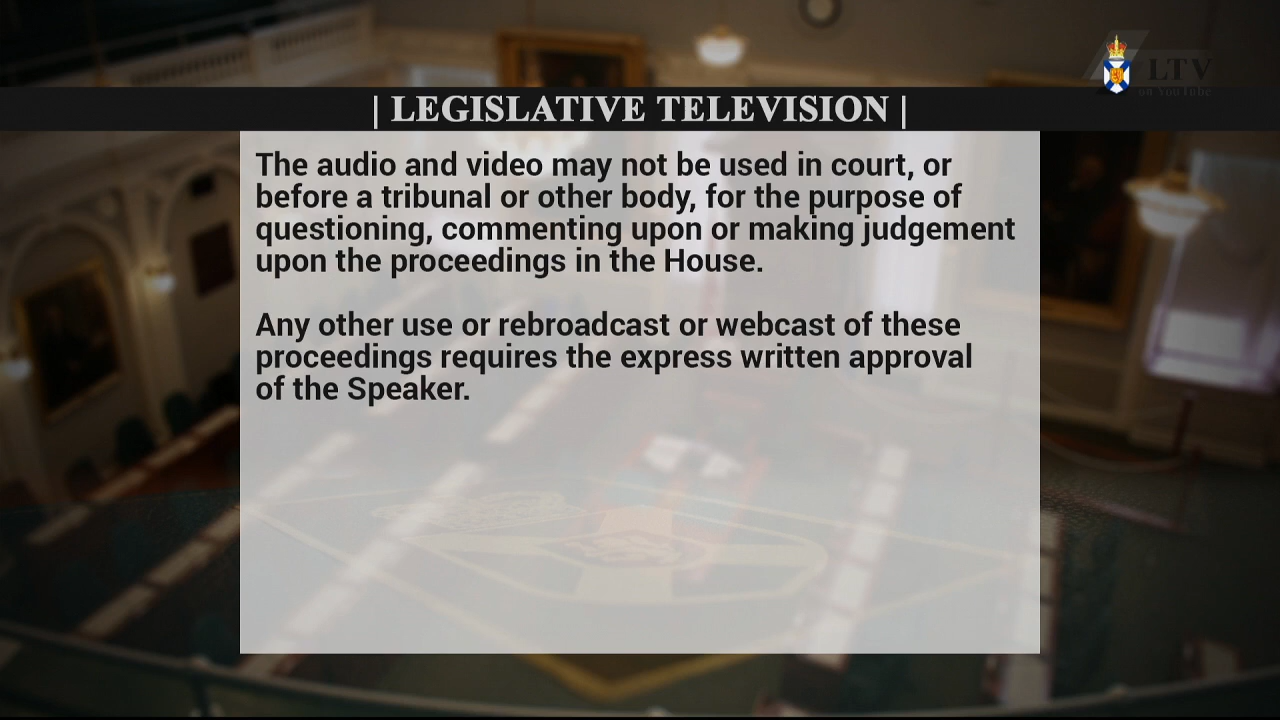 LTV
on YouTube
| LEGISLATIVE TELEVISION |
The audio and video may not be used in court, or
before a tribunal or other body, for the purpose of
questioning, commenting upon or making judgement
upon the proceedings in the House.
Any other use or rebroadcast or webcast of these
proceedings requires the express written approval
of the Speaker.